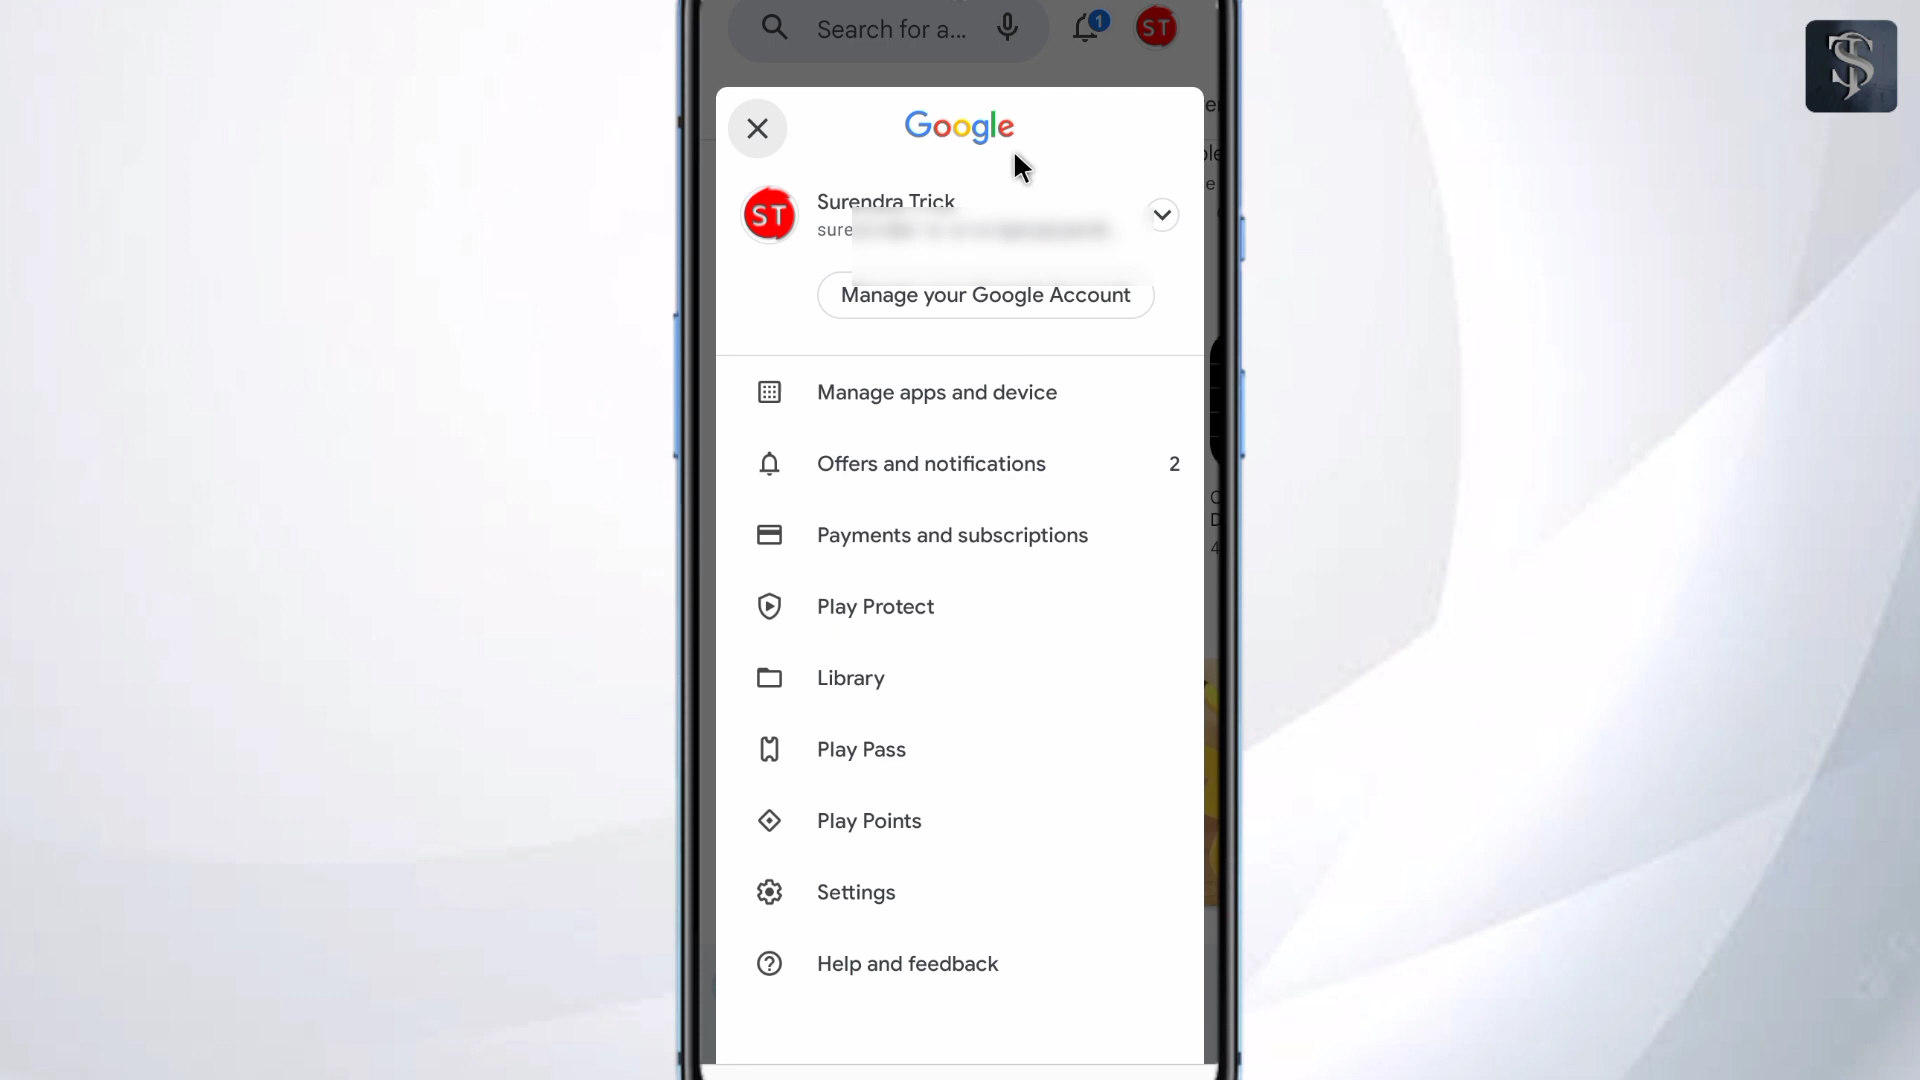 Search for a...
1
ST
Google
Surendra Trick
sure
ST
Manage your Google Account
Manage apps and device
Offers and notifications 2
Payments and subscriptions
Play Protect
Library
Play Pass
Play Points
Settings
Help and feedback